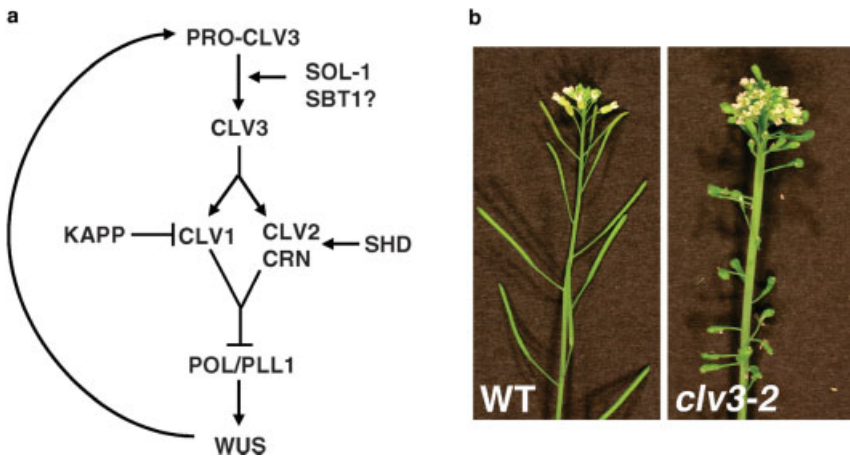 a
PRO-CLV3
SOL-1
SBT1?
CLV3
KAPP
CLV1
CLV2
CRN
SHD
POL/PLL1
WUS
b
WT
clv3-2